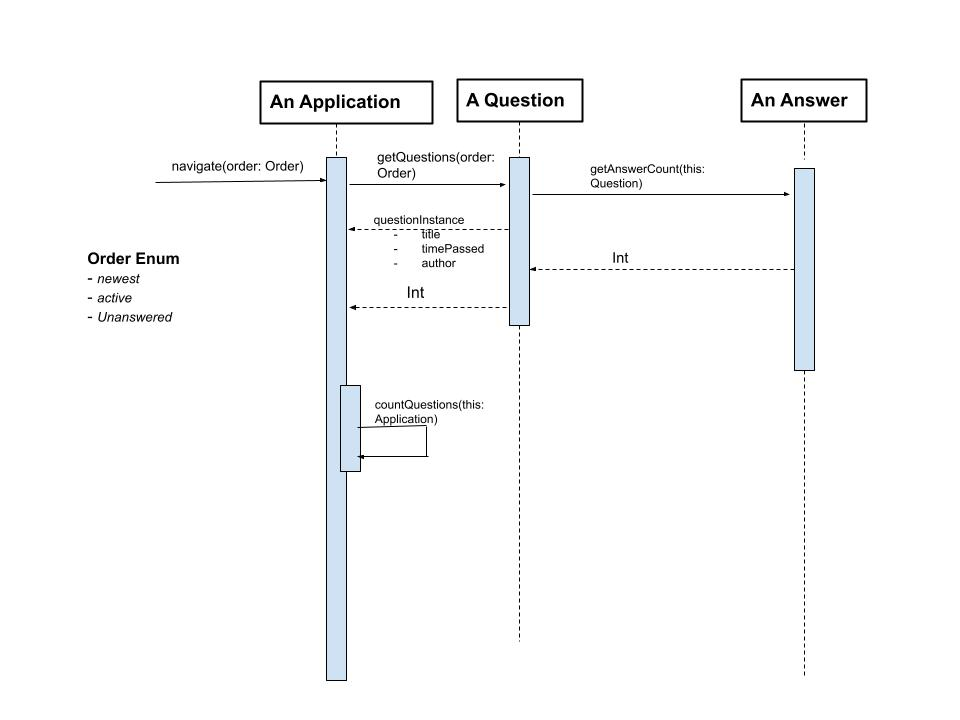 An Application
A Question
An Answer
navigate(order: Order)
getQuestions(order:
Order)
getAnswerCount(this:
Question)
questionInstance
- title
- timePassed
- author
Int
Int
Order Enum
- newest
- active
- Unanswered
countQuestions(this:
Application)